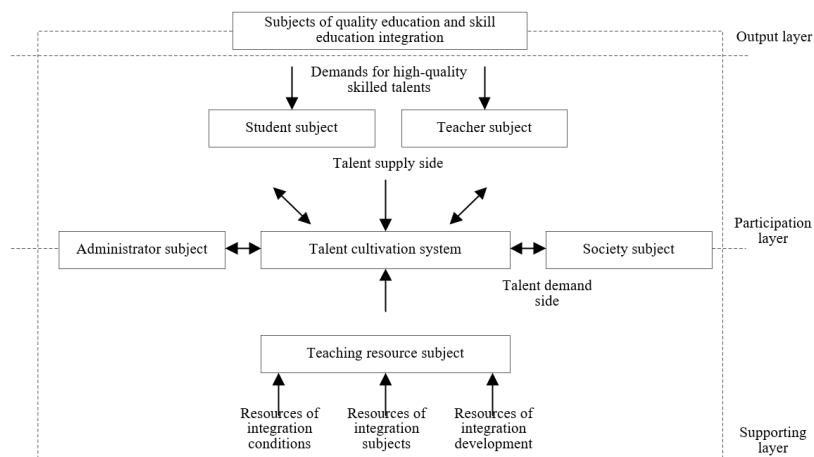 Subjects of quality education and skill
education integration
Output layer
Demands for high-quality
skilled talents
Student subject
Teacher subject
Talent supply side
Participation
layer
Administrator subject
Talent cultivation system
Society subject
Talent demand
side
Teaching resource subject
Resources of
integration
conditions
Resources of
integration
subjects
Resources of
integration
development
Supporting
layer